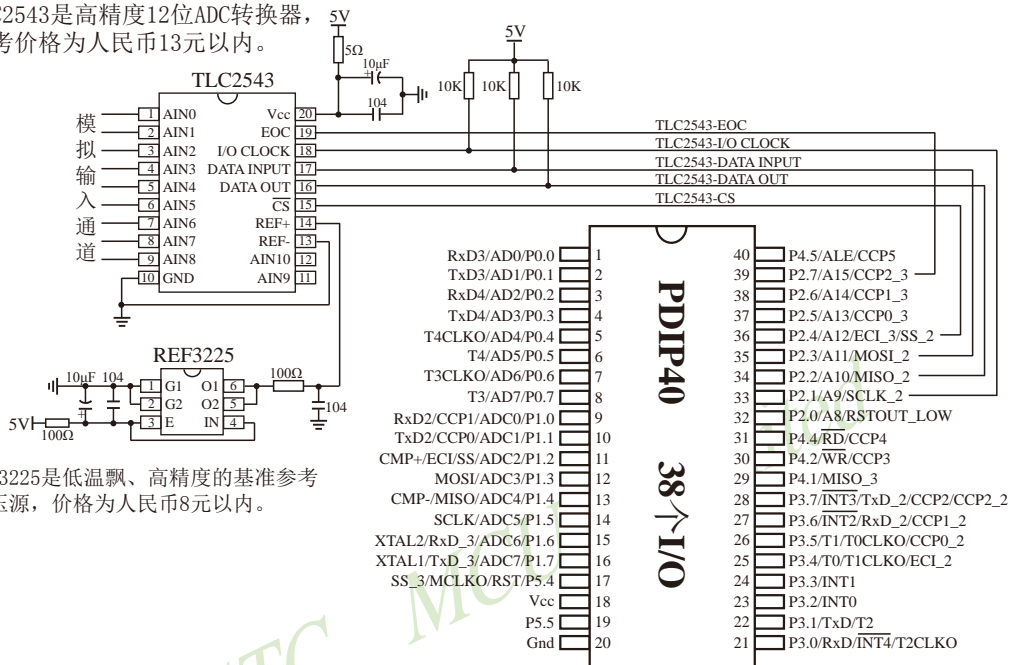 C2543是高精度12位ADC转换器，
考价格为人民币13元以内。
5V
5Ω
10μF
+
104
5V
10K
10K
10K
TLC2543
模拟输入通道
1 AIN0
2 AIN1
3 AIN2
4 AIN3
5 AIN4
6 AIN5
7 AIN6
8 AIN7
9 AIN8
10 GND
Vcc 20
EOC 19
I/O CLOCK 18
DATA INPUT 17
DATA OUT 16
CS 15
REF+ 14
REF- 13
AIN10 12
AIN9 11
TLC2543-EOC
TLC2543-I/O CLOCK
TLC2543-DATA INPUT
TLC2543-DATA OUT
TLC2543-CS
REF3225
10μF 104
+
5V
100Ω
1 G1
2 G2
3 E
O1 6
O2 5
IN 4
100Ω
104
3225是低温飘、高精度的基准参考
压源，价格为人民币8元以内。
PDIP40 38个I/O
RxD3/AD0/P0.0 1
TxD3/AD1/P0.1 2
RxD4/AD2/P0.2 3
TxD4/AD3/P0.3 4
T4CLKO/AD4/P0.4 5
T4/AD5/P0.5 6
T3CLKO/AD6/P0.6 7
T3/AD7/P0.7 8
RxD2/CCP1/ADC0/P1.0 9
TxD2/CCP0/ADC1/P1.1 10
CMP+/ECI/SS/ADC2/P1.2 11
MOSI/ADC3/P1.3 12
CMP-/MISO/ADC4/P1.4 13
SCLK/ADC5/P1.5 14
XTAL2/RxD_3/ADC6/P1.6 15
XTAL1/TxD_3/ADC7/P1.7 16
SS_3/MCLKO/RST/P5.4 17
Vcc 18
P5.5 19
Gnd 20
40 P4.5/ALE/CCP5
39 P2.7/A15/CCP2_3
38 P2.6/A14/CCP1_3
37 P2.5/A13/CCP0_3
36 P2.4/A12/ECI_3/SS_2
35 P2.3/A11/MOSI_2
34 P2.2/A10/MISO_2
33 P2.1/A9/SCLK_2
32 P2.0/A8/RSTOUT_LOW
31 P4.4/RD/CCP4
30 P4.2/WR/CCP3
29 P4.1/MISO_3
28 P3.7/INT3/TxD_2/CCP2/CCP2_2
27 P3.6/INT2/RxD_2/CCP1_2
26 P3.5/T1/T0CLKO/CCP0_2
25 P3.4/T0/T1CLKO/ECI_2
24 P3.3/INT1
23 P3.2/INT0
22 P3.1/TxD/T2
21 P3.0/RxD/INT4/T2CLKO
MCU